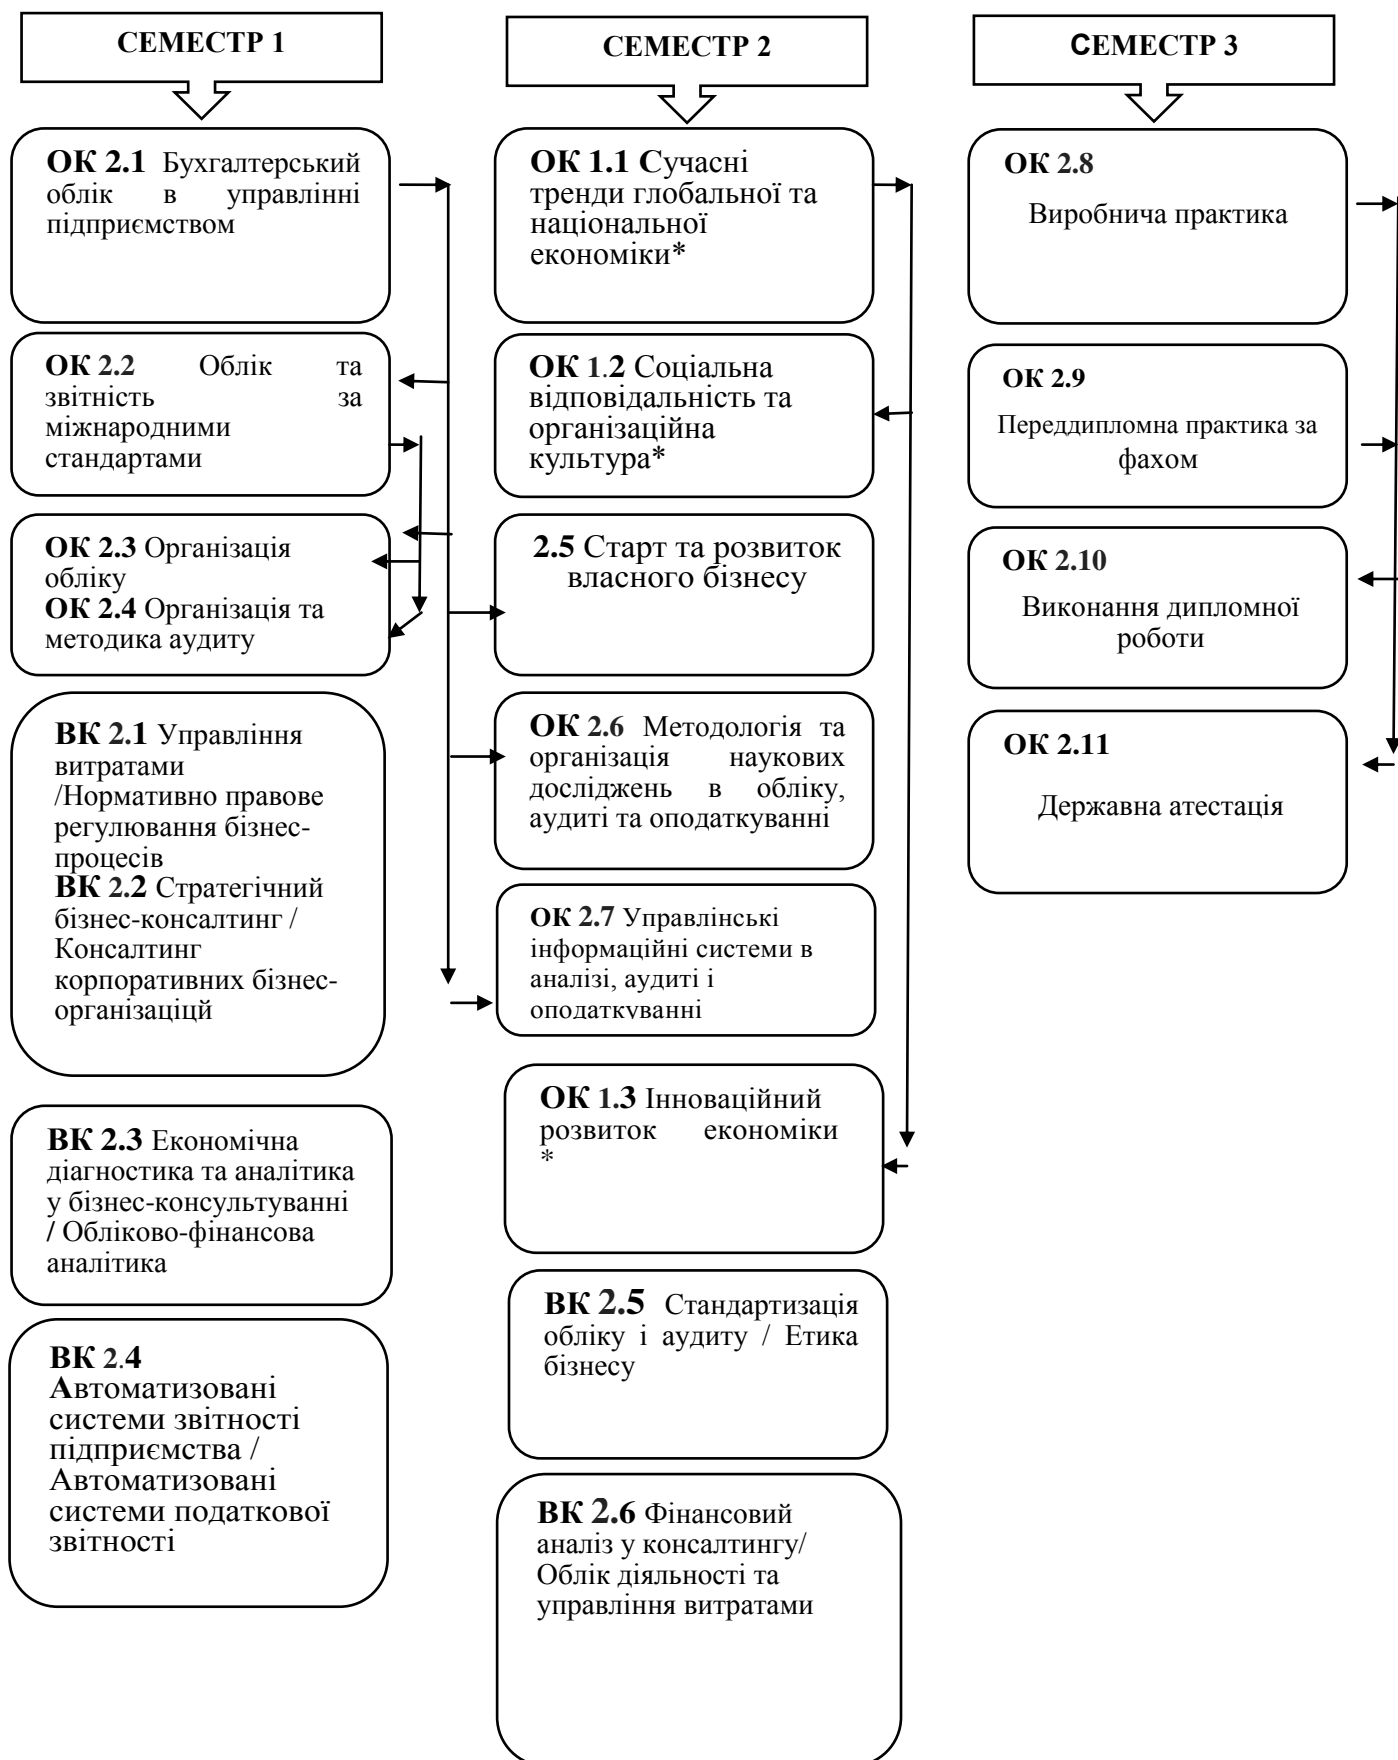 СЕМЕСТР 1
ОК 2.1 Бухгалтерський
облік в управлінні
підприємством
ОК 2.2 Облік та
звітність за
міжнародними
стандартами
ОК 2.3 Організація
обліку
ОК 2.4 Організація та
методика аудиту
ВК 2.1 Управління
витратами
/Нормативно правове
регулювання бізнес-
процесів
ВК 2.2 Стратегічний
бізнес-консалтинг /
Консалтинг
корпоративних бізнес-
організаціцй
ВК 2.3 Економічна
діагностика та аналітика
у бізнес-консультуванні
/ Обліково-фінансова
аналітика
ВК 2.4
Автоматизовані
системи звітності
підприємства /
Автоматизовані
системи податкової
звітності
СЕМЕСТР 2
ОК 1.1 Сучасні
тренди глобальної та
національної
економіки*
ОК 1.2 Соціальна
відповідальність та
організаційна
культура*
2.5 Старт та розвиток
власного бізнесу
ОК 2.6 Методологія та
організація наукових
досліджень в обліку,
аудиті та оподаткуванні
ОК 2.7 Управлінські
інформаційні системи в
аналізі, аудиті і
оподаткуванні
ОК 1.3 Інноваційний
розвиток економіки
*
ВК 2.5 Стандартизація
обліку і аудиту / Етика
бізнесу
ВК 2.6 Фінансовий
аналіз у консалтингу/
Облік діяльності та
управління витратами
СЕМЕСТР 3
ОК 2.8
Виробнича практика
ОК 2.9
Переддипломна практика за
фахом
ОК 2.10
Виконання дипломної
роботи
ОК 2.11
Державна атестація